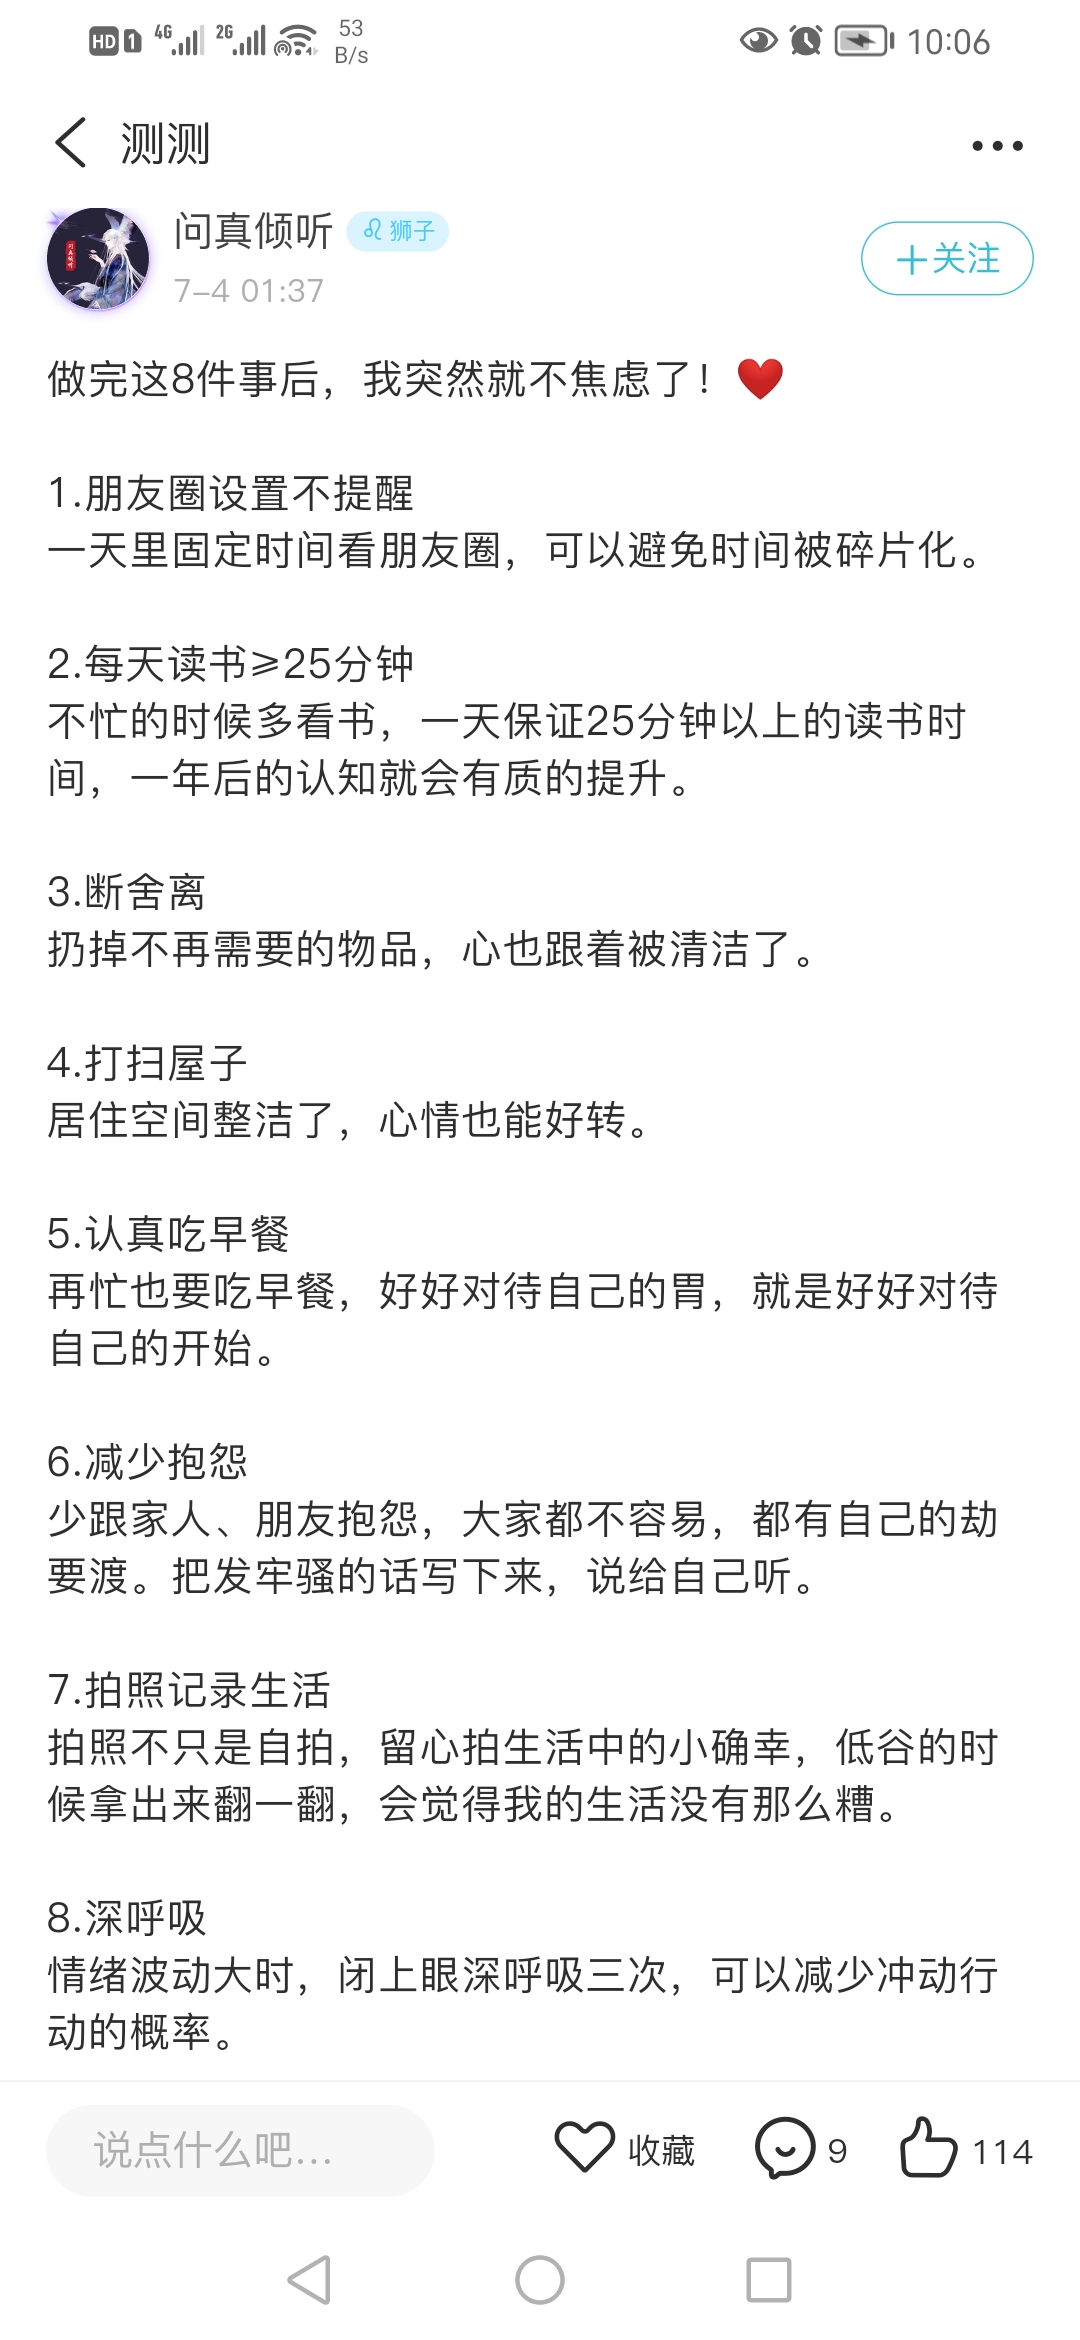 HD 1 4G 2G 53 B/s 10:06
测测
问真倾听 狮子
7-4 01:37
+关注
做完这8件事后，我突然就不焦虑了！❤️
1.朋友圈设置不提醒
一天里固定时间看朋友圈，可以避免时间被碎片化。
2.每天读书≥25分钟
不忙的时候多看书，一天保证25分钟以上的读书时
间，一年后的认知就会有质的提升。
3.断舍离
扔掉不再需要的物品，心也跟着被清洁了。
4.打扫屋子
居住空间整洁了，心情也能好转。
5.认真吃早餐
再忙也要吃早餐，好好对待自己的胃，就是好好对待
自己的开始。
6.减少抱怨
少跟家人、朋友抱怨，大家都不容易，都有自己的劫
要渡。把发牢骚的话写下来，说给自己听。
7.拍照记录生活
拍照不只是自拍，留心拍生活中的小确幸，低谷的时
候拿出来翻一翻，会觉得我的生活没有那么糟。
8.深呼吸
情绪波动大时，闭上眼深呼吸三次，可以减少冲动行
动的概率。
说点什么吧... 收藏 9 114